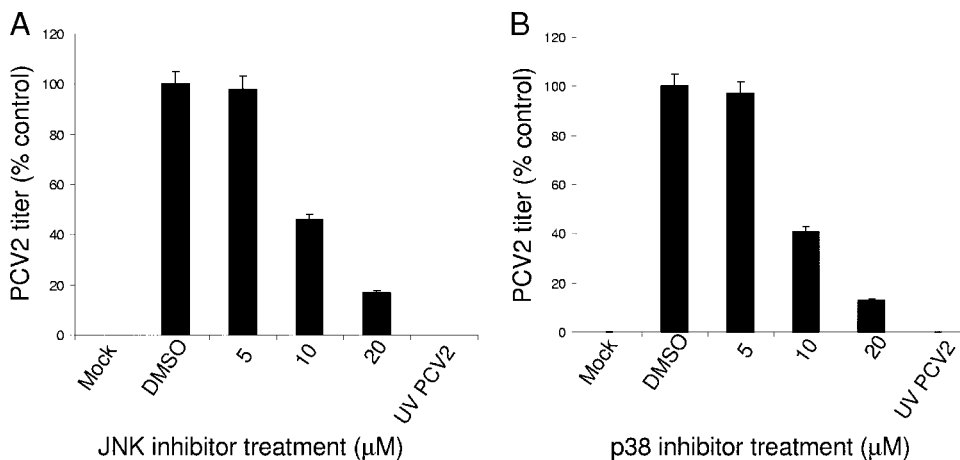 A
PCV2 titer (% control)
120
100
80
60
40
20
0
Mock
DMSO
5
10
20
UV PCV2
JNK inhibitor treatment (μM)
B
PCV2 titer (% control)
120
100
80
60
40
20
0
Mock
DMSO
5
10
20
UV PCV2
p38 inhibitor treatment (μM)